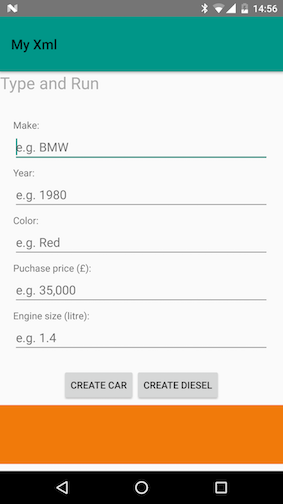 14:56
My Xml
Type and Run
Make:
e.g. BMW
Year:
e.g. 1980
Color:
e.g. Red
Puchase price (£):
e.g. 35,000
Engine size (litre):
e.g. 1.4
CREATE CAR CREATE DIESEL